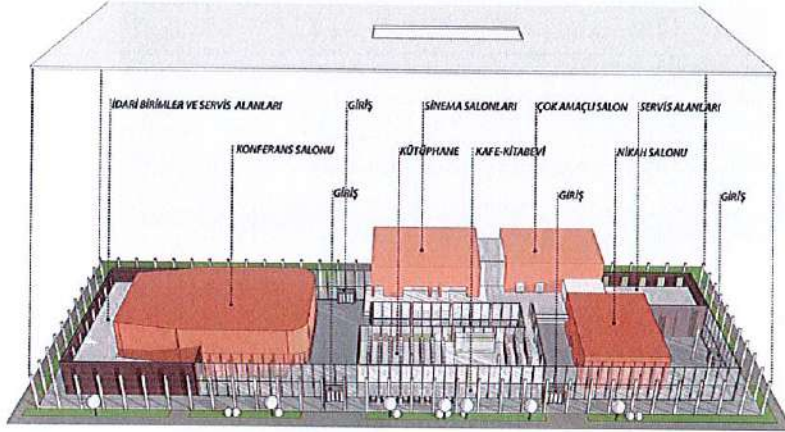 İDARİ BİRİMLER VE SERVİS ALANLARI
GİRİŞ
SİNEMA SALONLARI
ÇOK AMAÇLI SALON
SERVİS ALANLARI
KONFERANS SALONU
KÜTÜPHANE
KAFE-KİTABEVİ
NİKAH SALONU
GİRİŞ
GİRİŞ
GİRİŞ